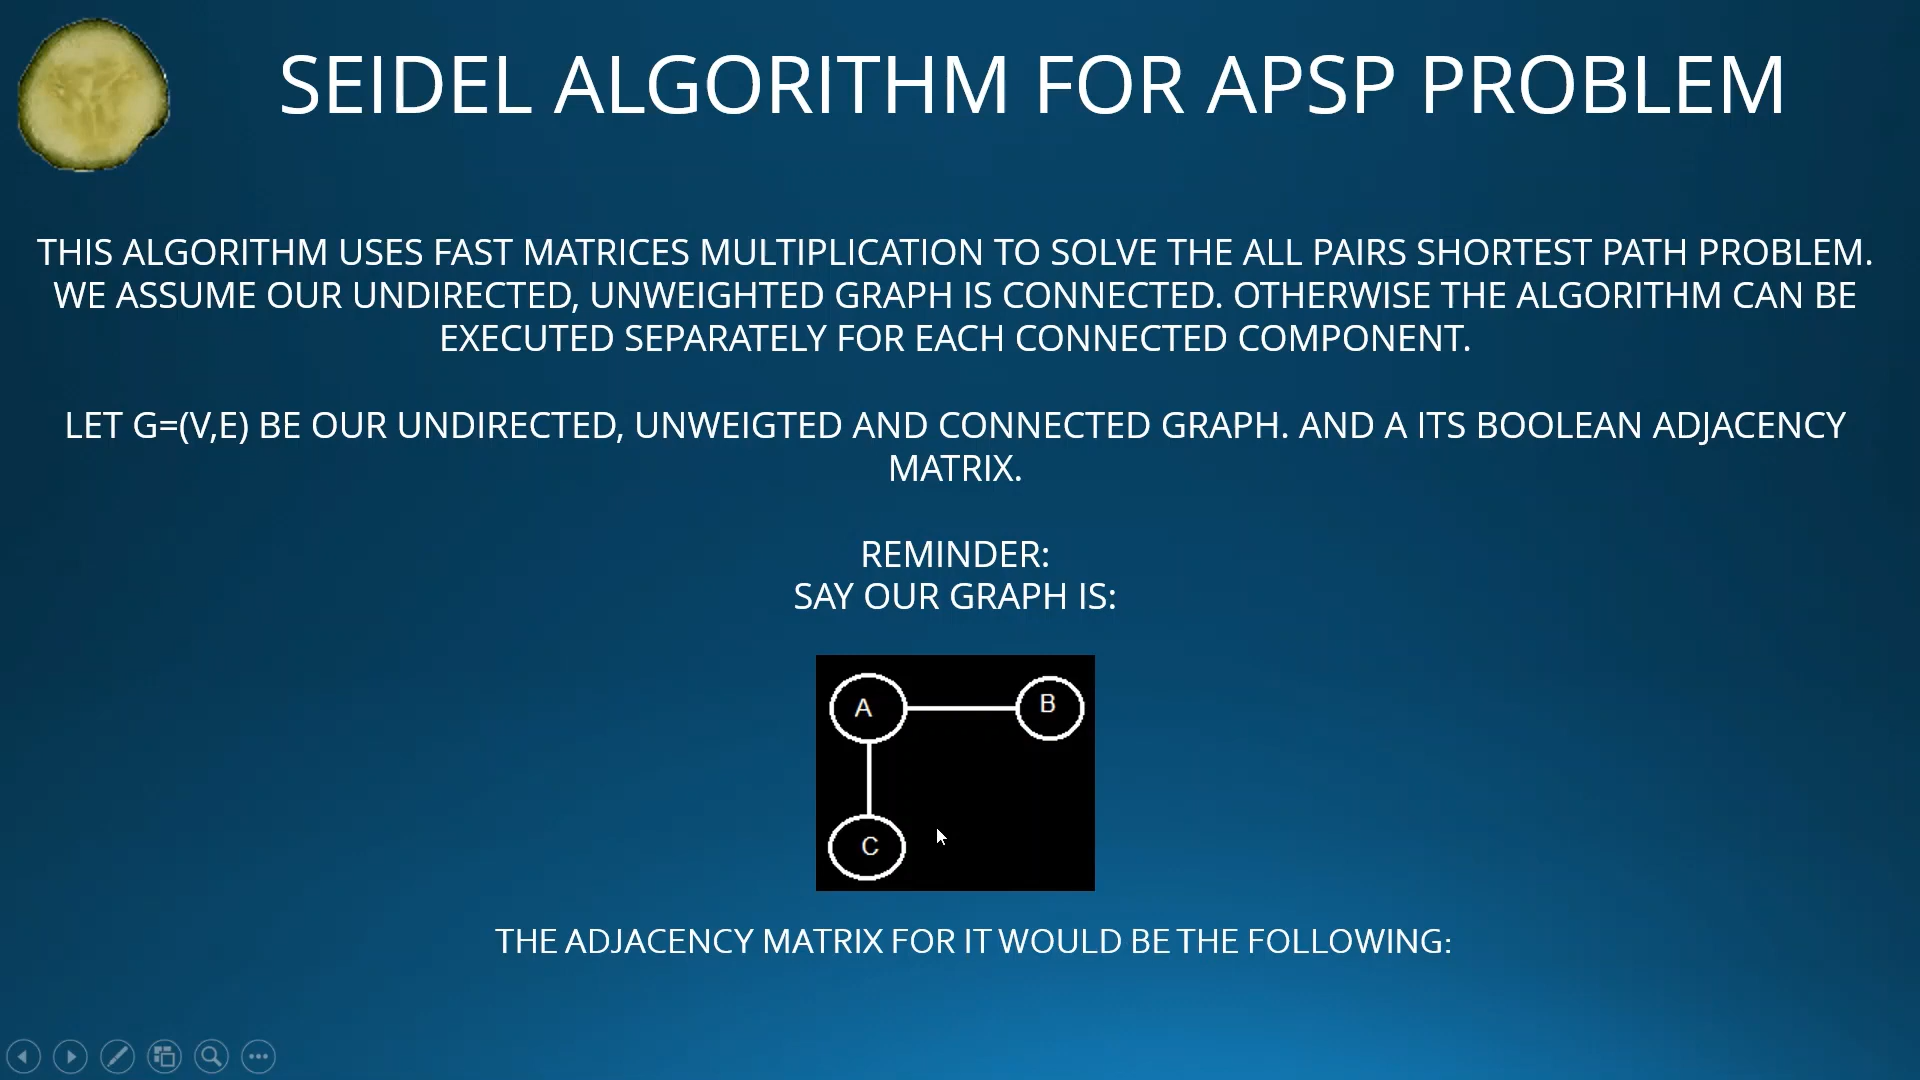 SEIDEL ALGORITHM FOR APSP PROBLEM
THIS ALGORITHM USES FAST MATRICES MULTIPLICATION TO SOLVE THE ALL PAIRS SHORTEST PATH PROBLEM.
WE ASSUME OUR UNDIRECTED, UNWEIGHTED GRAPH IS CONNECTED. OTHERWISE THE ALGORITHM CAN BE
EXECUTED SEPARATELY FOR EACH CONNECTED COMPONENT.
LET G=(V,E) BE OUR UNDIRECTED, UNWEIGTED AND CONNECTED GRAPH. AND A ITS BOOLEAN ADJACENCY
MATRIX.
REMINDER:
SAY OUR GRAPH IS:
A B
C
THE ADJACENCY MATRIX FOR IT WOULD BE THE FOLLOWING: